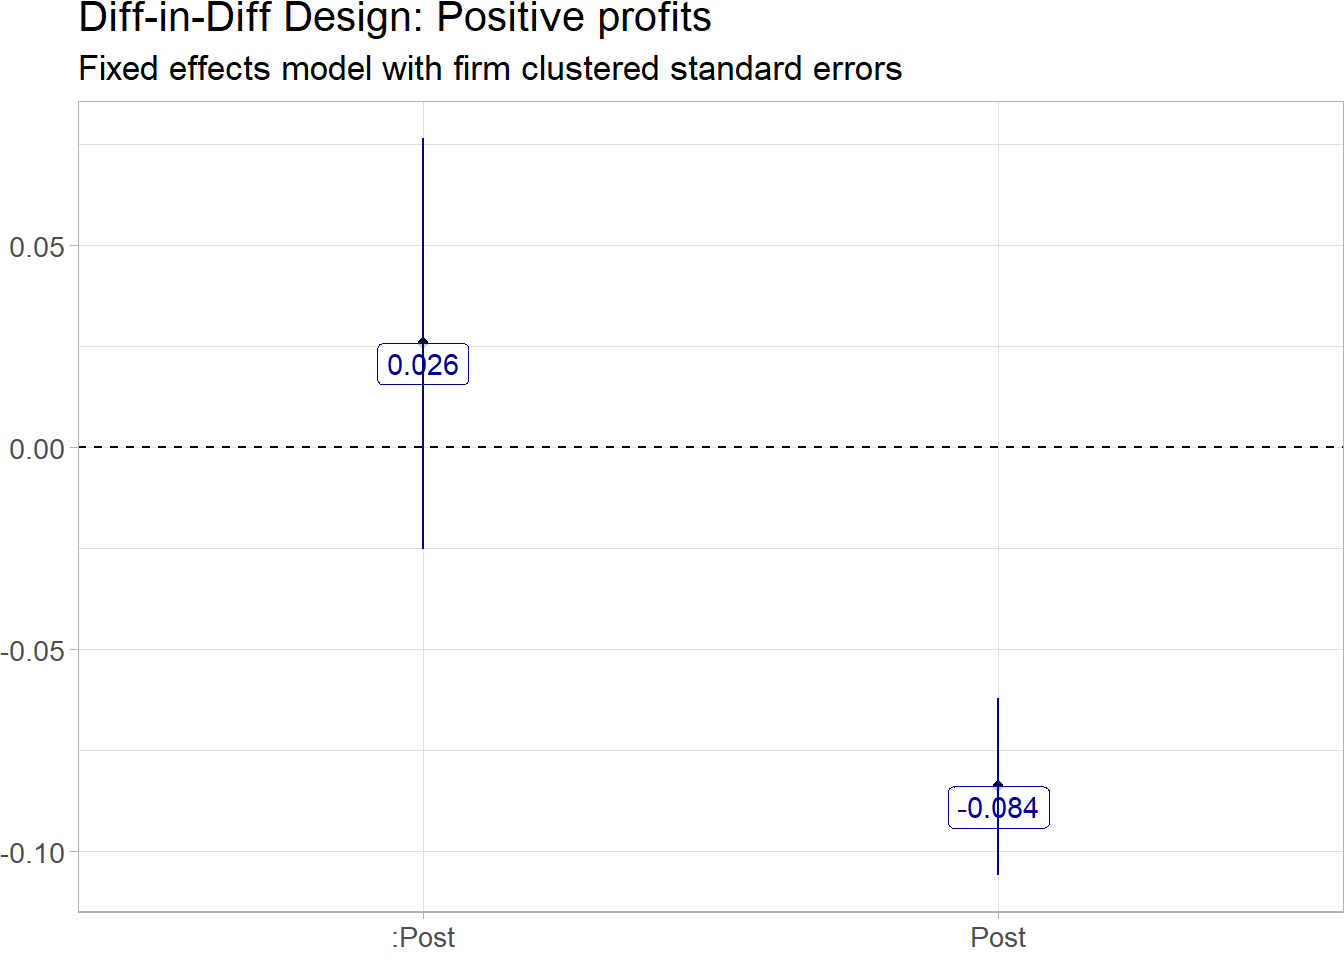 Diff-in-Diff Design: Positive profits
Fixed effects model with firm clustered standard errors
0.05
0.026
0.00
-0.05
-0.084
-0.10
:Post Post